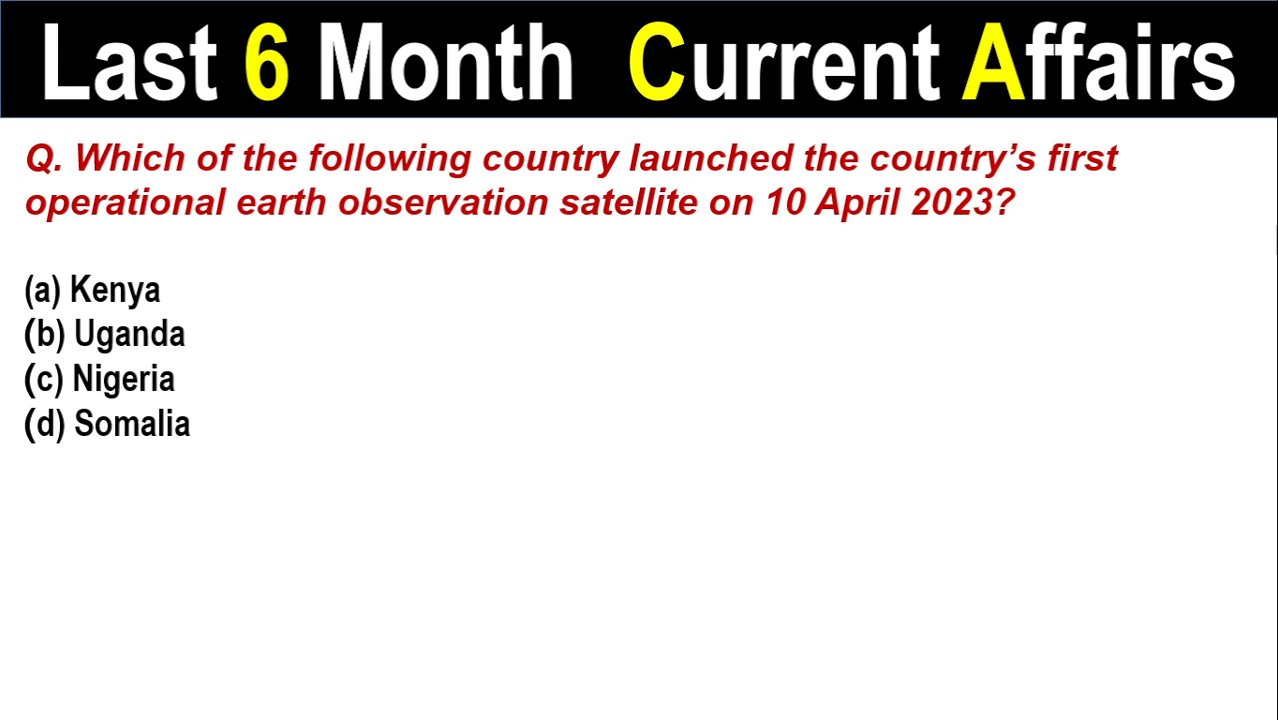 Last 6 Month Current Affairs
Q. Which of the following country launched the country’s first
operational earth observation satellite on 10 April 2023?
(a) Kenya
(b) Uganda
(c) Nigeria
(d) Somalia